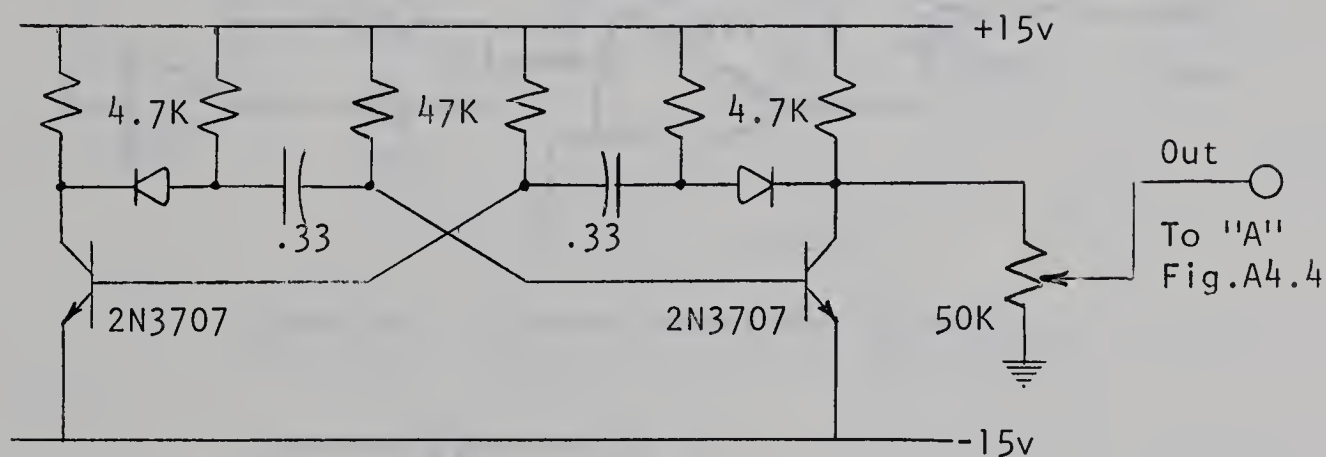 +15v
4.7K
47K
4.7K
Out
.33
.33
To "A"
Fig.A4.4
2N3707
2N3707
50K
-15v